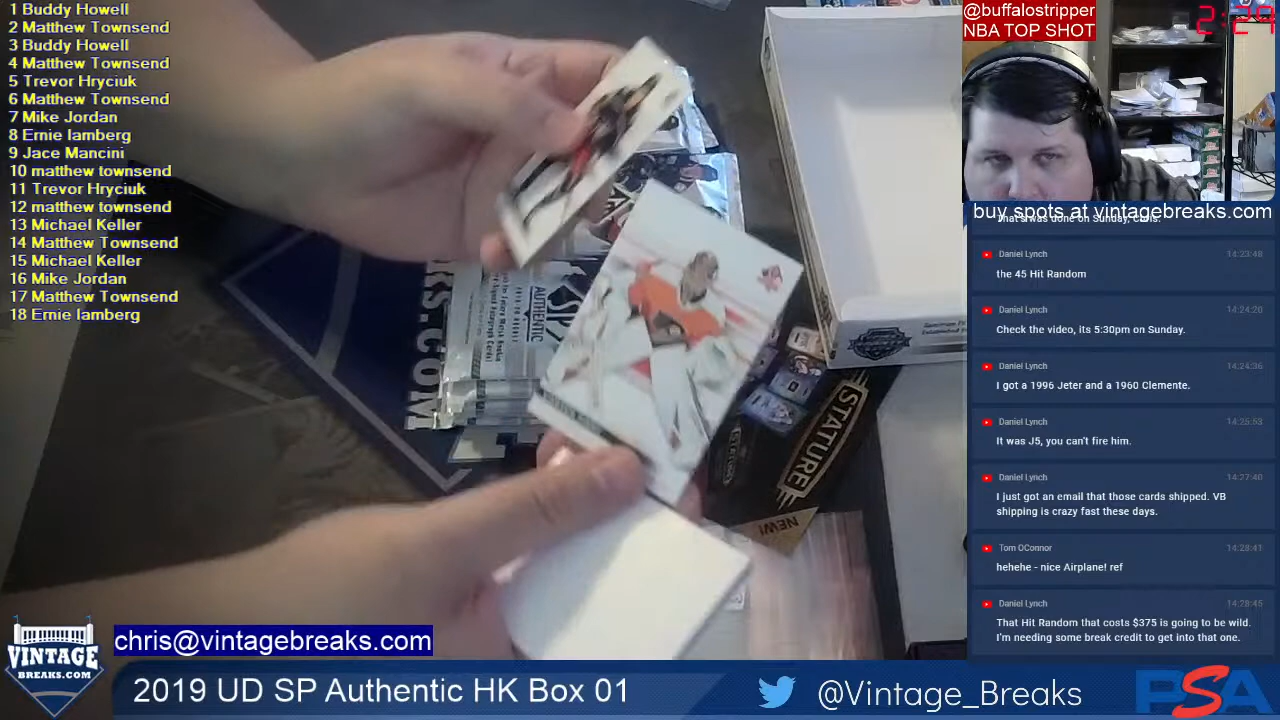 1 Buddy Howell
2 Matthew Townsend
3 Buddy Howell
4 Matthew Townsend
5 Trevor Hryciuk
6 Matthew Townsend
7 Mike Jordan
8 Ernie lamberg
9 Jace Mancini
10 matthew townsend
11 Trevor Hryciuk
12 matthew townsend
13 Michael Keller
14 Matthew Townsend
15 Michael Keller
16 Mike Jordan
17 Matthew Townsend
18 Ernie lamberg
@buffalostripper
NBA TOP SHOT
2:29
buy spots at vintagebreaks.com
Daniel Lynch 14:23:48
the 45 Hit Random
Daniel Lynch 14:24:20
Check the video, its 5:30pm on Sunday.
Daniel Lynch 14:24:36
I got a 1996 Jeter and a 1960 Clemente.
Daniel Lynch 14:25:53
It was J5, you can't fire him.
Daniel Lynch 14:27:40
I just got an email that those cards shipped. VB
shipping is crazy fast these days.
Tom OConnor 14:28:41
hehehe - nice Airplane! ref
Daniel Lynch 14:28:45
That Hit Random that costs $375 is going to be wild.
I'm needing some break credit to get into that one.
AUTHENTIC
STATURE
NEW!
KS.COM
VINTAGE
BREAKS.COM
chris@vintagebreaks.com
2019 UD SP Authentic HK Box 01
@Vintage_Breaks
PSA